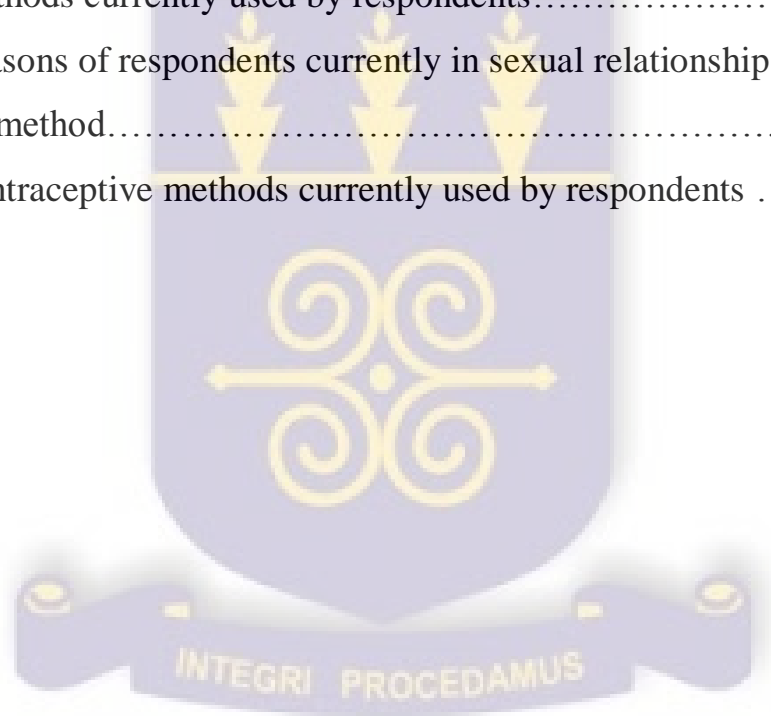 thods currently used by respondents……………………
asons of respondents currently in sexual relationship
method………………………………………………………
ntraceptive methods currently used by respondents .
INTEGRI PROCEDAMUS